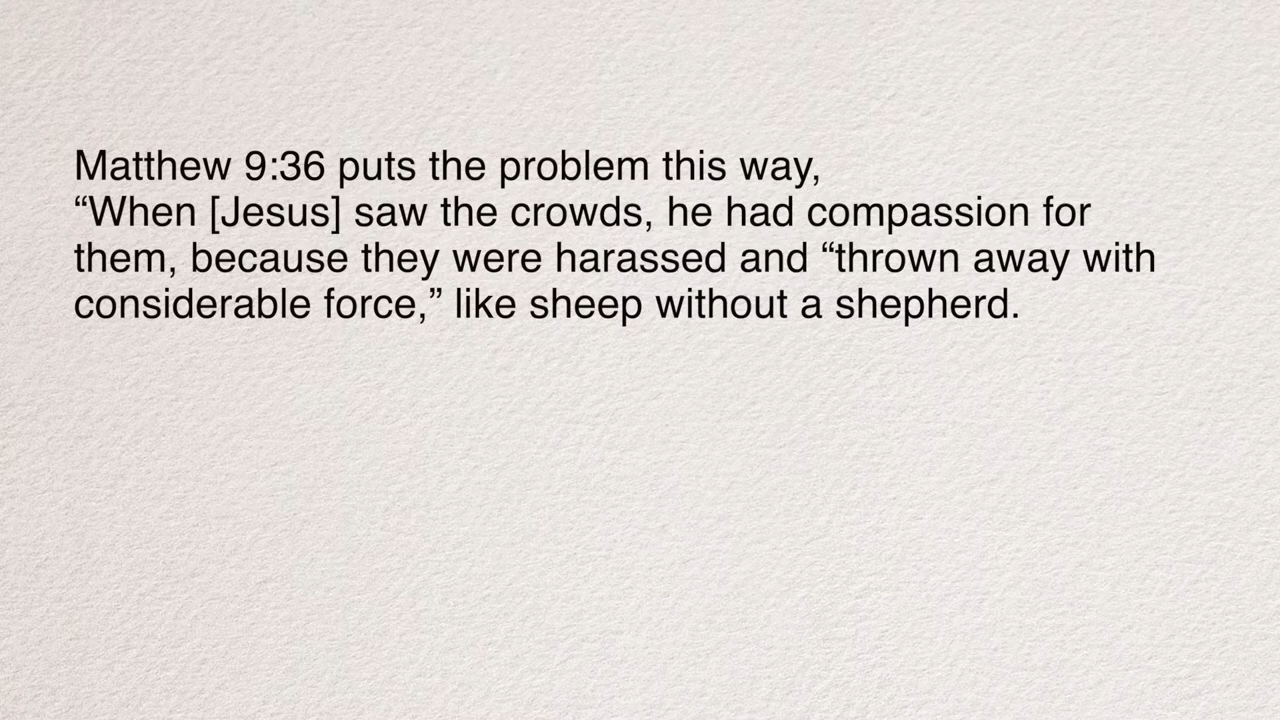 Matthew 9:36 puts the problem this way,
“When [Jesus] saw the crowds, he had compassion for
them, because they were harassed and “thrown away with
considerable force,” like sheep without a shepherd.